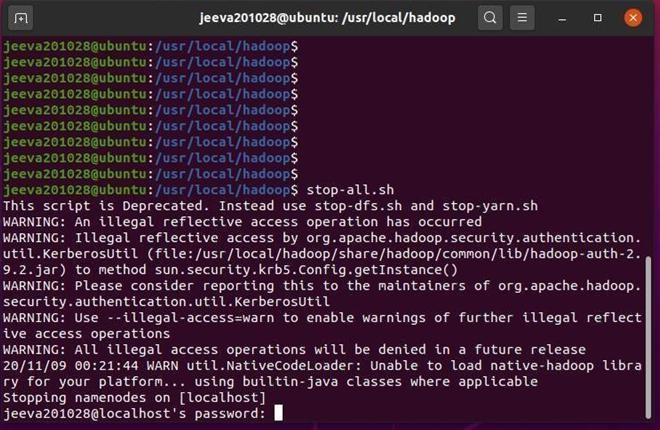 jeeva201028@ubuntu: /usr/local/hadoop
jeeva201028@ubuntu:/usr/local/hadoop$
jeeva201028@ubuntu:/usr/local/hadoop$
jeeva201028@ubuntu:/usr/local/hadoop$
jeeva201028@ubuntu:/usr/local/hadoop$
jeeva201028@ubuntu:/usr/local/hadoop$
jeeva201028@ubuntu:/usr/local/hadoop$
jeeva201028@ubuntu:/usr/local/hadoop$
jeeva201028@ubuntu:/usr/local/hadoop$
jeeva201028@ubuntu:/usr/local/hadoop$
jeeva201028@ubuntu:/usr/local/hadoop$ stop-all.sh
This script is Deprecated. Instead use stop-dfs.sh and stop-yarn.sh
WARNING: An illegal reflective access operation has occurred
WARNING: Illegal reflective access by org.apache.hadoop.security.authentication.
util.KerberosUtil (file:/usr/local/hadoop/share/hadoop/common/lib/hadoop-auth-2.
9.2.jar) to method sun.security.krb5.Config.getInstance()
WARNING: Please consider reporting this to the maintainers of org.apache.hadoop.
security.authentication.util.KerberosUtil
WARNING: Use --illegal-access=warn to enable warnings of further illegal reflect
ive access operations
WARNING: All illegal access operations will be denied in a future release
20/11/09 00:21:44 WARN util.NativeCodeLoader: Unable to load native-hadoop libra
ry for your platform... using builtin-java classes where applicable
Stopping namenodes on [localhost]
jeeva201028@localhost's password: